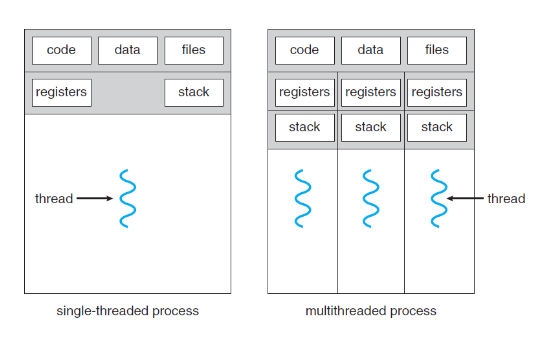 code data files
registers stack
thread
single-threaded process
code data files
registers registers registers
stack stack stack
thread
multithreaded process